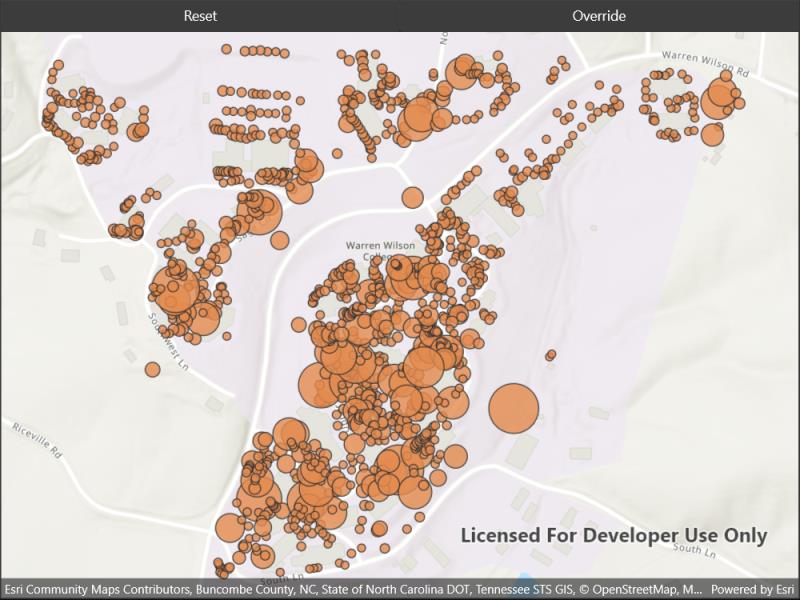 Reset
Override
Warren Wilson Rd
No
Warren Wilson
College
Southwest Ln
Riceville Rd
Licensed For Developer Use Only
South Ln
South Ln
Esri Community Maps Contributors, Buncombe County, NC, State of North Carolina DOT, Tennessee STS GIS, © OpenStreetMap, M... Powered by Esri